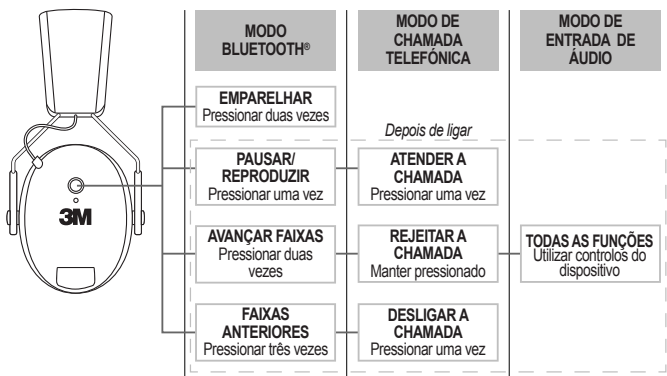 MODO
BLUETOOTH®
MODO DE
CHAMADA
TELEFÓNICA
MODO DE
ENTRADA DE
ÁUDIO
EMPARELHAR
Pressionar duas vezes
Depois de ligar
PAUSAR/
REPRODUZIR
Pressionar uma vez
ATENDER A
CHAMADA
Pressionar uma vez
3M
AVANÇAR FAIXAS
Pressionar duas
vezes
REJEITAR A
CHAMADA
Manter pressionado
TODAS AS FUNÇÕES
Utilizar controlos do
dispositivo
FAIXAS
ANTERIORES
Pressionar três vezes
DESLIGAR A
CHAMADA
Pressionar uma vez